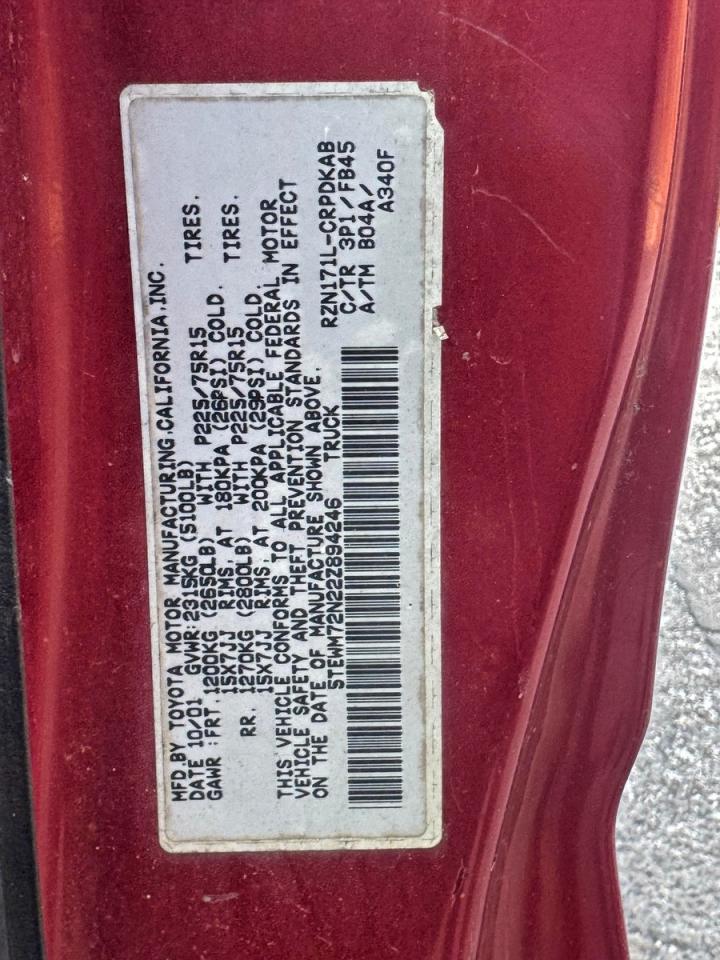 MFD.BY TOYOTA MOTOR MANUFACTURING.CALIFORNIA,INC.
DATE 10/01 GVWR:2315KG (5100LB)
GAWR :FRT.1200KG (2650LB) WITH P225/75R15 TIRES.
15X7JJ RIMS, AT 180KPA (26PSI) COLD.
RR. 1270KG (2800LB) WITH P225/75R15 TIRES.
15X7JJ RIMS, AT 200KPA (29PSI) COLD.
THIS VEHICLE CONFORMS TO ALL APPLICABLE FEDERAL MOTOR
VEHICLE SAFETY AND THEFT PREVENTION STANDARDS IN EFFECT
ON THE DATE OF MANUFACTURE SHOWN ABOVE.
5TEWM72N22Z894246 TRUCK
RZN171L-CRPDKAB
C/TR 3P1/FB45
A/TM B04A/
A340F